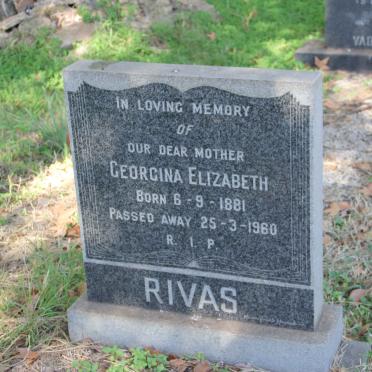 IN LOVING MEMORY
OF
OUR DEAR MOTHER
GEORGINA ELIZABETH
BORN 6-9-1881
PASSED AWAY 25-3-1960
R. I. P.
RIVAS